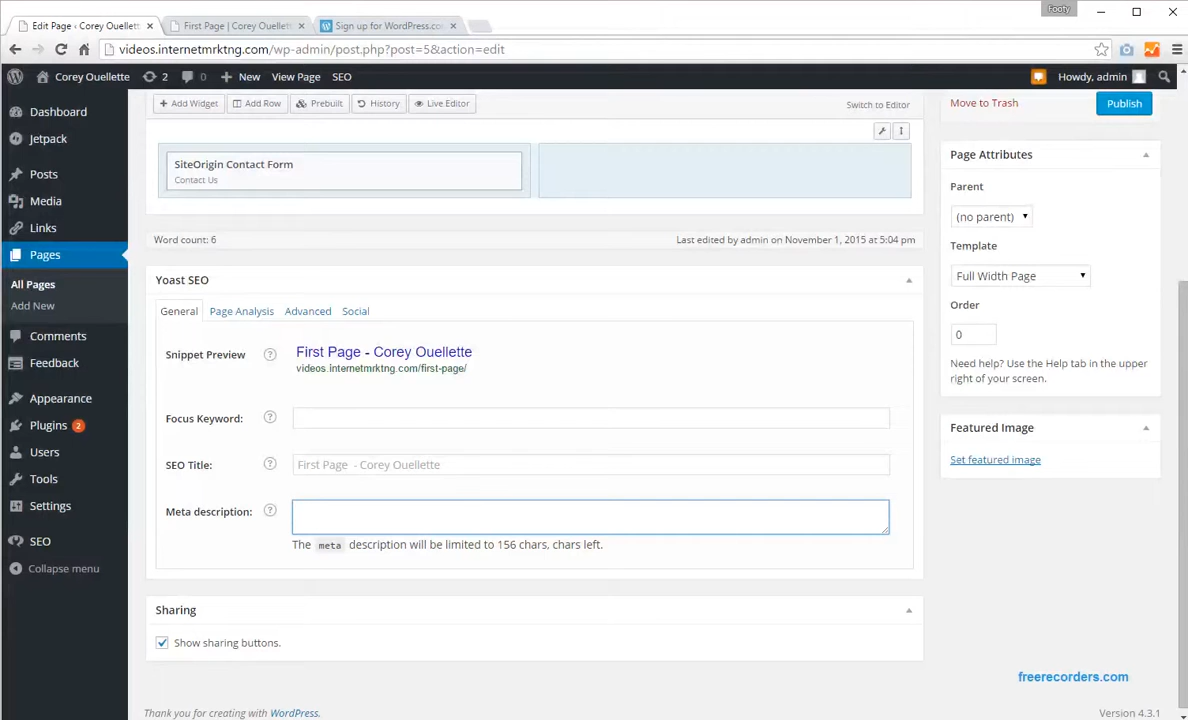 Footy
Edit Page ‹ Corey Ouellette
First Page | Corey Ouellette
Sign up for WordPress.com
videos.internetmrktng.com/wp-admin/post.php?post=5&action=edit
Corey Ouellette 2 0 New View Page SEO Howdy, admin
Dashboard
Jetpack
Posts
Media
Links
Pages
All Pages
Add New
Comments
Feedback
Appearance
Plugins 2
Users
Tools
Settings
SEO
Collapse menu
Add Widget Add Row Prebuilt History Live Editor Switch to Editor
SiteOrigin Contact Form
Contact Us
Word count: 6 Last edited by admin on November 1, 2015 at 5:04 pm
Yoast SEO
General Page Analysis Advanced Social
Snippet Preview ? First Page - Corey Ouellette
videos.internetmrktng.com/first-page/
Focus Keyword: ?
SEO Title: ? First Page - Corey Ouellette
Meta description: ?
The meta description will be limited to 156 chars, chars left.
Sharing
Show sharing buttons.
Thank you for creating with WordPress.
Move to Trash Publish
Page Attributes
Parent
(no parent)
Template
Full Width Page
Order
0
Need help? Use the Help tab in the upper
right of your screen.
Featured Image
Set featured image
freerecorders.com
Version 4.3.1